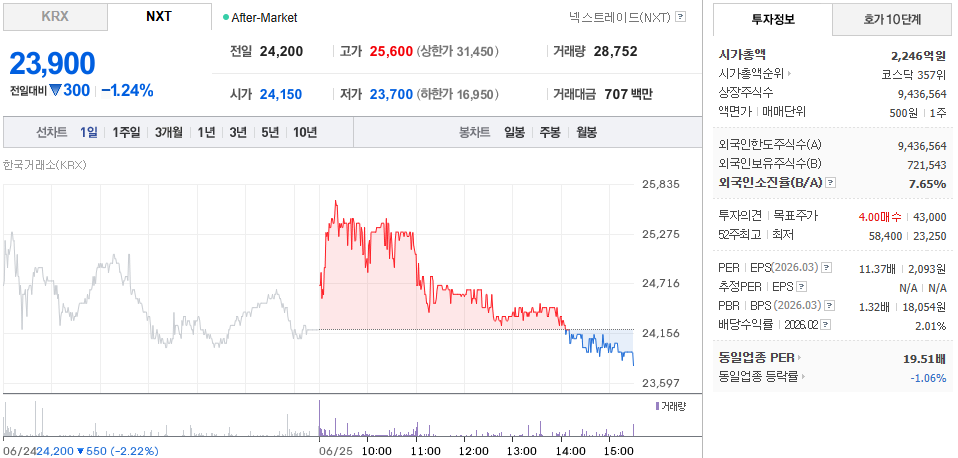 KRX NXT After-Market 넥스트레이드(NXT) ?
23,900
전일대비 ▼300 -1.24%
전일 24,200 고가 25,600 (상한가 31,450) 거래량 28,752
시가 24,150 저가 23,700 (하한가 16,950) 거래대금 707 백만
선차트 1일 1주일 3개월 1년 3년 5년 10년 봉차트 일봉 주봉 월봉
한국거래소(KRX)
25,835
25,275
24,716
24,156
23,597
거래량
06/24 24,200 ▼550 (-2.22%) 06/25 10:00 11:00 12:00 13:00 14:00 15:00
투자정보 호가 10단계
시가총액 2,246억원
시가총액순위 코스닥 357위
상장주식수 9,436,564
액면가 매매단위 500원 1주
외국인한도주식수(A) 9,436,564
외국인보유주식수(B) 721,543
외국인소진율(B/A) ? 7.65%
투자의견 목표주가 4.00매수 43,000
52주최고 최저 58,400 23,250
PER EPS(2026.03) ? 11.37배 2,093원
추정PER EPS ? N/A N/A
PBR BPS (2026.03) ? 1.32배 18,054원
배당수익률 2026.02 ? 2.01%
동일업종 PER 19.51배
동일업종 등락률 -1.06%